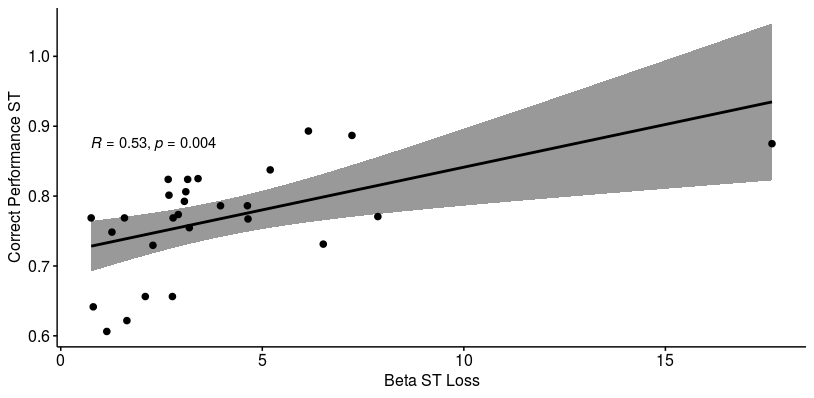 1.0
0.9
R = 0.53, p = 0.004
0.8
0.7
0.6
Correct Performance ST
0 5 10 15
Beta ST Loss